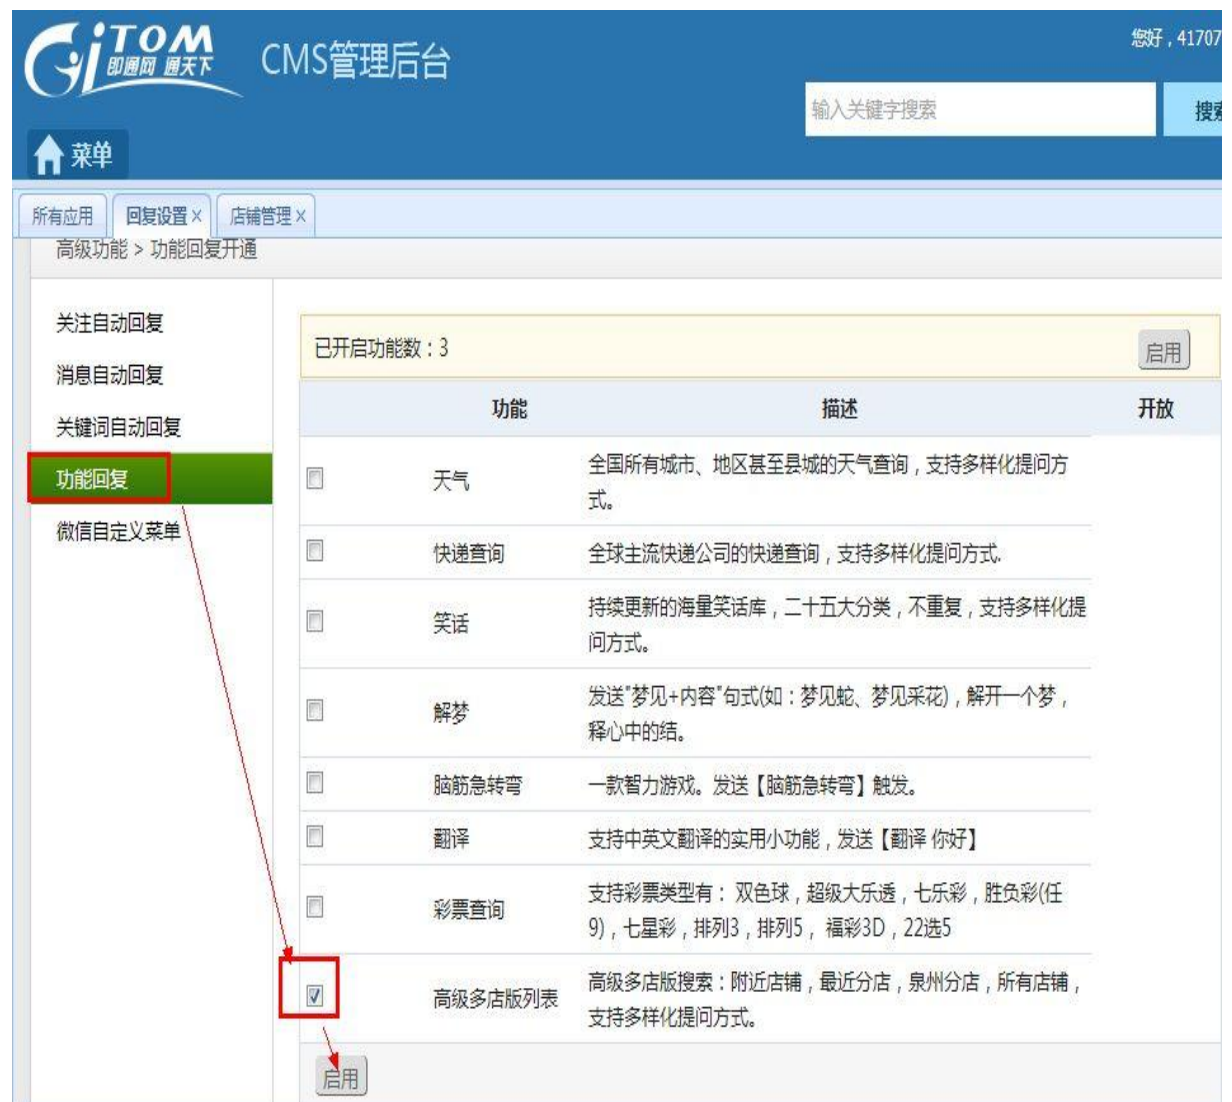 GiTOM
即通网 通天下
CMS管理后台
您好，41707
输入关键字搜索
搜索
菜单
所有应用
回复设置 x
店铺管理 x
高级功能 > 功能回复开通
关注自动回复
消息自动回复
关键词自动回复
功能回复
微信自定义菜单
已开启功能数：3
启用
功能 描述 开放
天气
全国所有城市、地区甚至县城的天气查询，支持多样化提问方
式。
快递查询
全球主流快递公司的快递查询，支持多样化提问方式.
笑话
持续更新的海量笑话库，二十五大分类，不重复，支持多样化提
问方式。
解梦
发送"梦见+内容"句式(如：梦见蛇、梦见采花)，解开一个梦，
释心中的结。
脑筋急转弯
一款智力游戏。发送【脑筋急转弯】触发。
翻译
支持中英文翻译的实用小功能，发送【翻译 你好】
彩票查询
支持彩票类型有： 双色球，超级大乐透，七乐彩，胜负彩(任
9)，七星彩，排列3，排列5， 福彩3D，22选5
高级多店版列表
高级多店版搜索：附近店铺，最近分店，泉州分店，所有店铺，
支持多样化提问方式。
启用